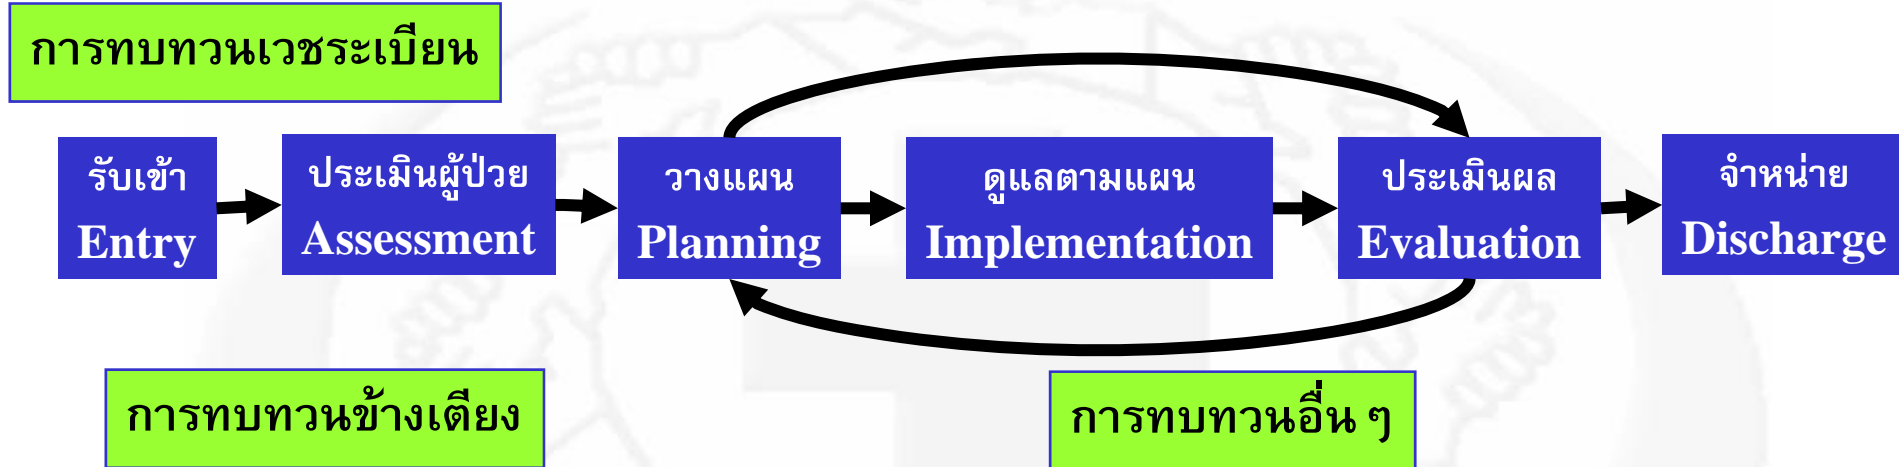 การทบทวนเวชระเบียน
รับเข้า
Entry
ประเมินผู้ป่วย
Assessment
วางแผน
Planning
ดูแลตามแผน
Implementation
ประเมินผล
Evaluation
จำหน่าย
Discharge
การทบทวนข้างเตียง
การทบทวนอื่น ๆ